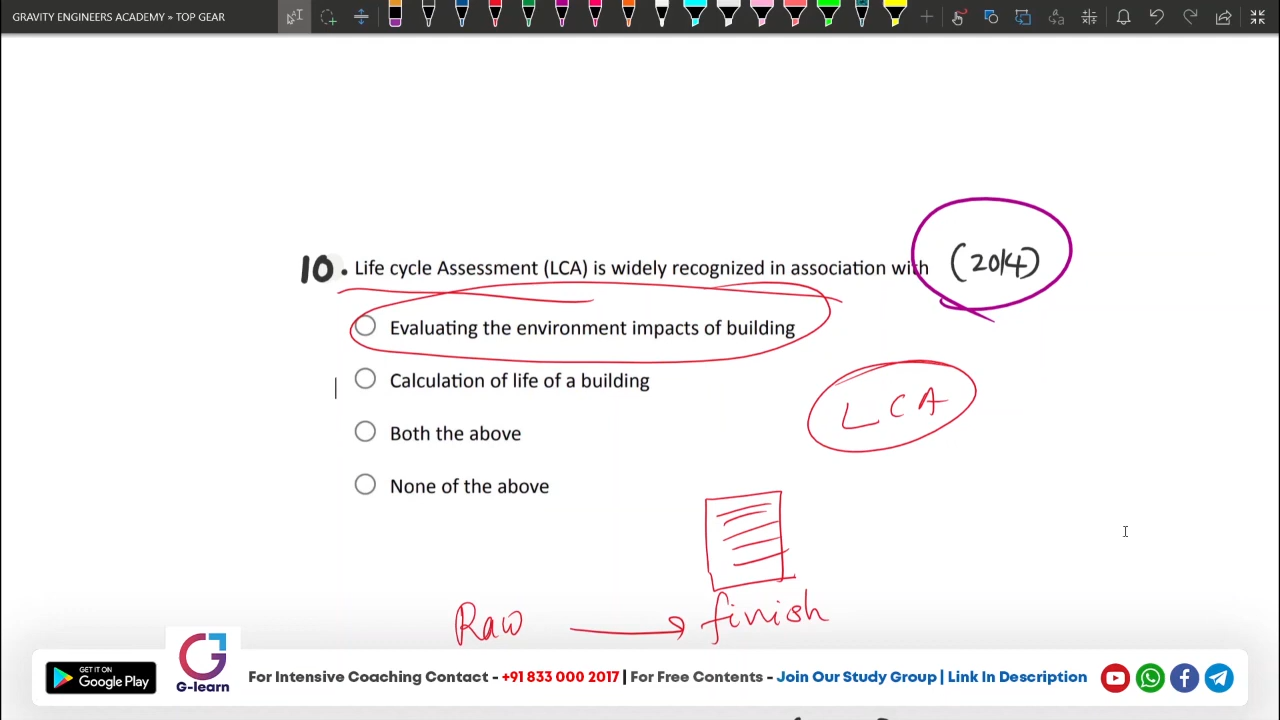 GRAVITY ENGINEERS ACADEMY » TOP GEAR
10. Life cycle Assessment (LCA) is widely recognized in association with (2014)
Evaluating the environment impacts of building
Calculation of life of a building
LCA
Both the above
None of the above
Raw → finish
GET IT ON
Google Play
G-learn
For Intensive Coaching Contact - +91 833 000 2017 | For Free Contents - Join Our Study Group | Link In Description